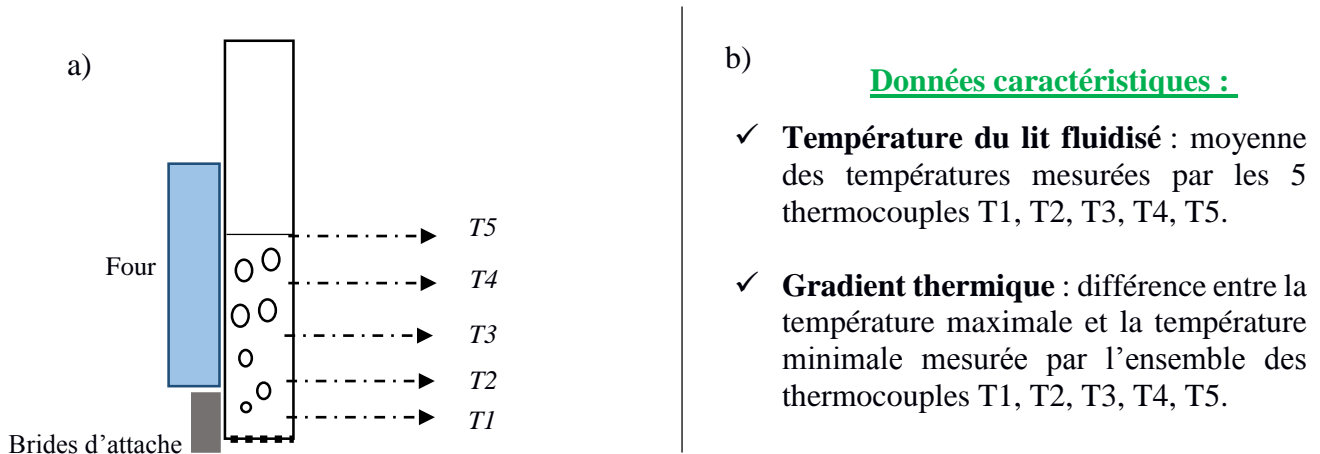 a)
Four
Brides d’attache
T5
T4
T3
T2
T1
b)
Données caractéristiques :
✓ Température du lit fluidisé : moyenne
des températures mesurées par les 5
thermocouples T1, T2, T3, T4, T5.
✓ Gradient thermique : différence entre la
température maximale et la température
minimale mesurée par l’ensemble des
thermocouples T1, T2, T3, T4, T5.